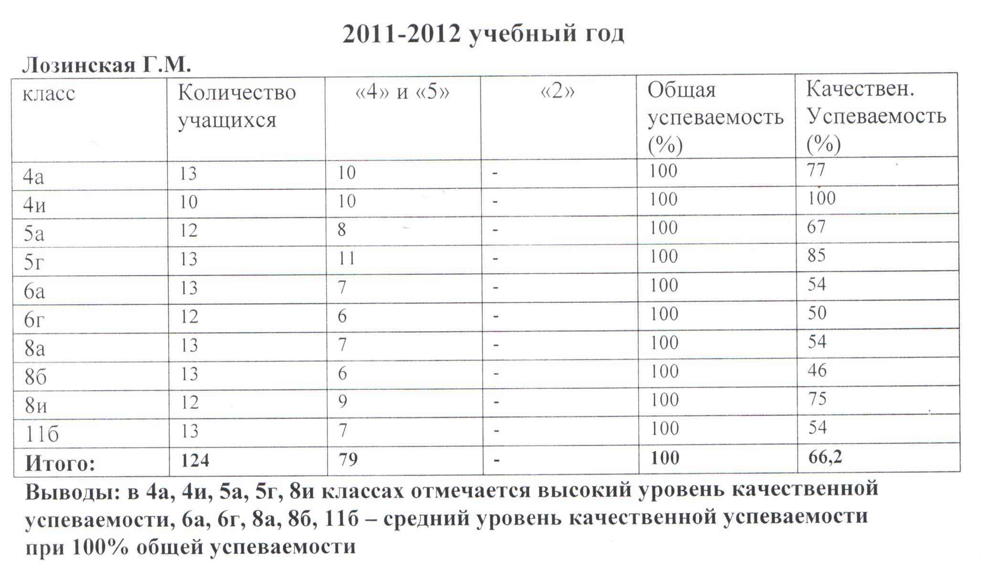 2011-2012 учебный год
Лозинская Г.М.
класс Количество учащихся «4» и «5» «2» Общая успеваемость (%) Качествен. Успеваемость (%)
4а 13 10 - 100 77
4и 10 10 - 100 100
5а 12 8 - 100 67
5г 13 11 - 100 85
6а 13 7 - 100 54
6г 12 6 - 100 50
8а 13 7 - 100 54
8б 13 6 - 100 46
8и 12 9 - 100 75
11б 13 7 - 100 54
Итого: 124 79 - 100 66,2
Выводы: в 4а, 4и, 5а, 5г, 8и классах отмечается высокий уровень качественной
успеваемости, 6а, 6г, 8а, 8б, 11б – средний уровень качественной успеваемости
при 100% общей успеваемости